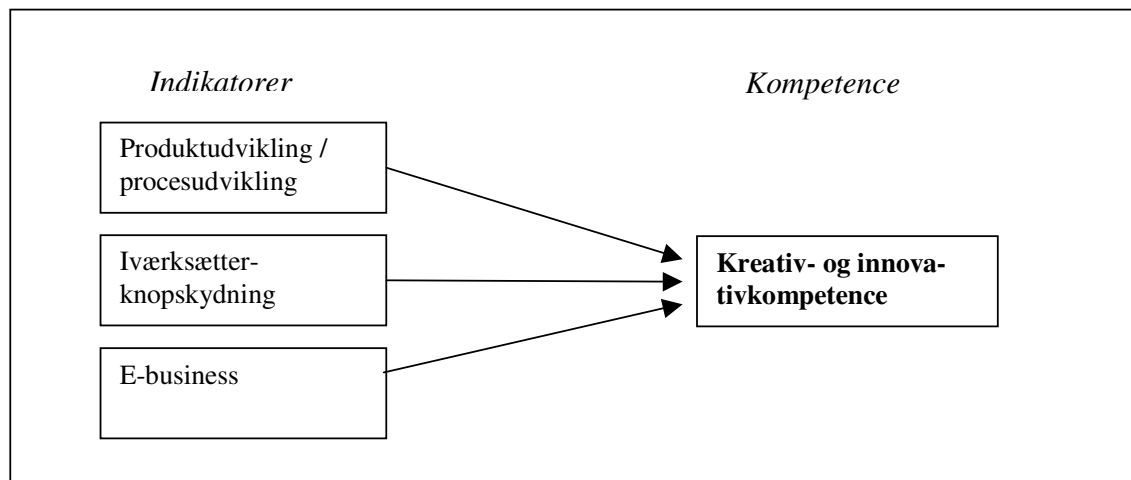 Indikatorer
Kompetence
Produktudvikling /
procesudvikling
Iværksætter-
knopskydning
Kreativ- og innova-
tivkompetence
E-business